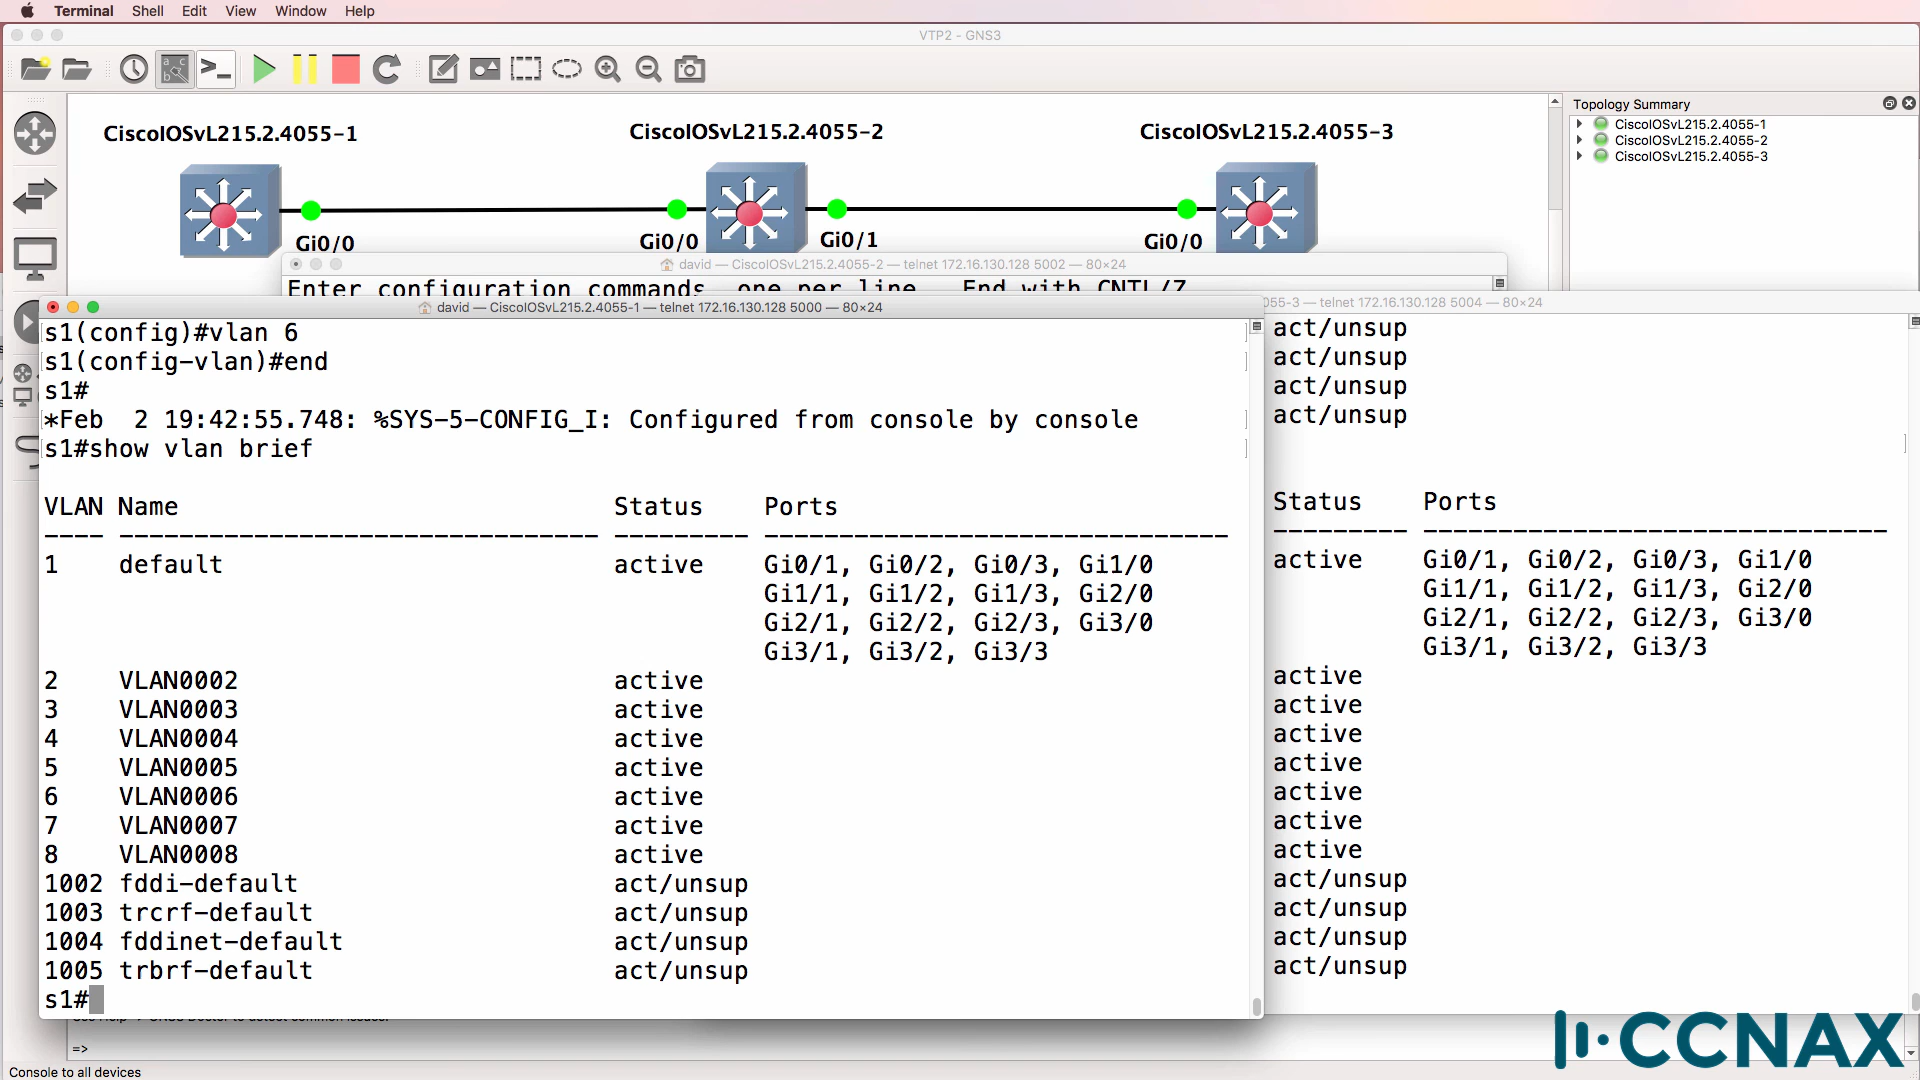 Terminal Shell Edit View Window Help
VTP2 - GNS3
CiscoIOSvL215.2.4055-1
CiscoIOSvL215.2.4055-2
CiscoIOSvL215.2.4055-3
Gi0/0
Gi0/0
Gi0/1
Gi0/0
Topology Summary
CiscoIOSvL215.2.4055-1
CiscoIOSvL215.2.4055-2
CiscoIOSvL215.2.4055-3
david — CiscoIOSvL215.2.4055-2 — telnet 172.16.130.128 5002 — 80×24
Enter configuration commands, one per line. End with CNTL/Z.
david — CiscoIOSvL215.2.4055-1 — telnet 172.16.130.128 5000 — 80×24
s1(config)#vlan 6
s1(config-vlan)#end
s1#
*Feb  2 19:42:55.748: %SYS-5-CONFIG_I: Configured from console by console
s1#show vlan brief
VLAN Name Status Ports
---- -------------------------------- --------- -------------------------------
1 default active Gi0/1, Gi0/2, Gi0/3, Gi1/0
Gi1/1, Gi1/2, Gi1/3, Gi2/0
Gi2/1, Gi2/2, Gi2/3, Gi3/0
Gi3/1, Gi3/2, Gi3/3
2 VLAN0002 active
3 VLAN0003 active
4 VLAN0004 active
5 VLAN0005 active
6 VLAN0006 active
7 VLAN0007 active
8 VLAN0008 active
1002 fddi-default act/unsup
1003 trcrf-default act/unsup
1004 fddinet-default act/unsup
1005 trbrf-default act/unsup
s1#
055-3 — telnet 172.16.130.128 5004 — 80×24
act/unsup
act/unsup
act/unsup
act/unsup
Status Ports
--------- -------------------------------
active Gi0/1, Gi0/2, Gi0/3, Gi1/0
Gi1/1, Gi1/2, Gi1/3, Gi2/0
Gi2/1, Gi2/2, Gi2/3, Gi3/0
Gi3/1, Gi3/2, Gi3/3
active
active
active
active
active
active
active
act/unsup
act/unsup
act/unsup
act/unsup
=>
Console to all devices
CCNAX